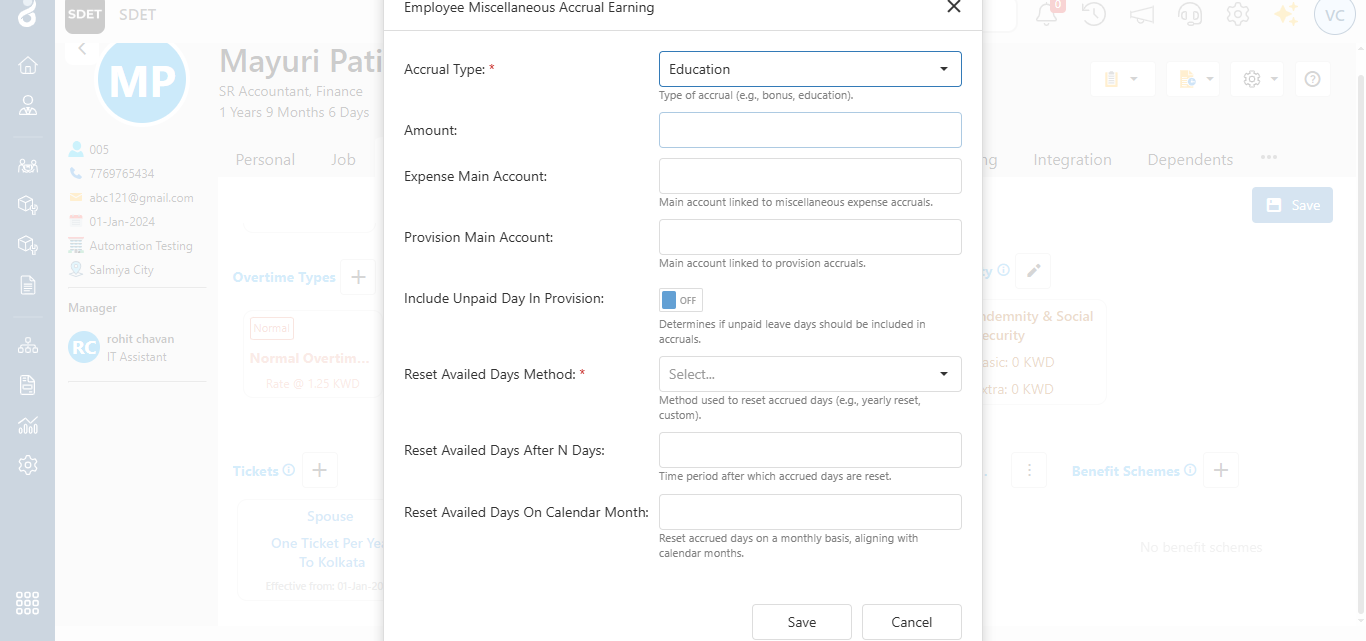 Employee Miscellaneous Accrual Earning
SDET
SDET
0
VC
MP
Mayuri Pati
SR Accountant, Finance
1 Years 9 Months 6 Days
005
7769765434
abc121@gmail.com
01-Jan-2024
Automation Testing
Salmiya City
Manager
RC
rohit chavan
IT Assistant
Personal
Job
ng
Integration
Dependents
Save
Overtime Types
Normal
Normal Overtim...
Rate @ 1.25 KWD
Tickets
Spouse
One Ticket Per Yea
To Kolkata
Effective from: 01-Jan-20
Accrual Type: *
Education
Type of accrual (e.g., bonus, education).
Amount:
Expense Main Account:
Main account linked to miscellaneous expense accruals.
Provision Main Account:
Main account linked to provision accruals.
Include Unpaid Day In Provision:
OFF
Determines if unpaid leave days should be included in
accruals.
Reset Availed Days Method: *
Select...
Method used to reset accrued days (e.g., yearly reset,
custom).
Reset Availed Days After N Days:
Time period after which accrued days are reset.
Reset Availed Days On Calendar Month:
Reset accrued days on a monthly basis, aligning with
calendar months.
Save
Cancel
cy
ndemnity & Social
ecurity
asic: 0 KWD
xtra: 0 KWD
Benefit Schemes
No benefit schemes